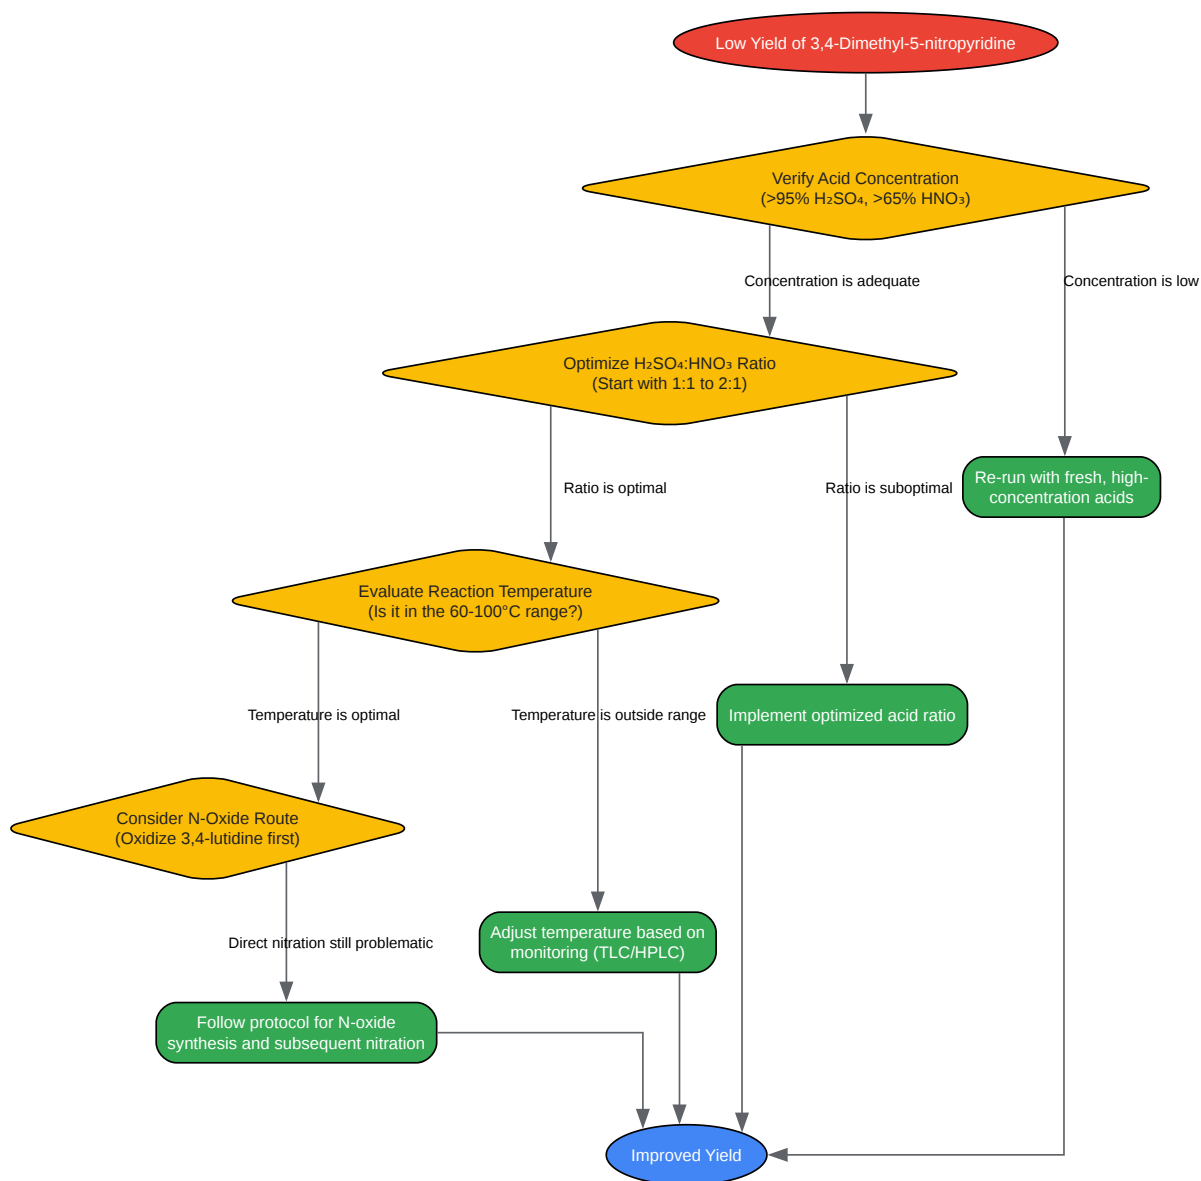 Low Yield of 3,4-Dimethyl-5-nitropyridine
Verify Acid Concentration
(>95% H₂SO₄, >65% HNO₃)
Concentration is adequate
Concentration is low
Optimize H₂SO₄:HNO₃ Ratio
(Start with 1:1 to 2:1)
Ratio is optimal
Ratio is suboptimal
Re-run with fresh, high-
concentration acids
Evaluate Reaction Temperature
(Is it in the 60-100°C range?)
Temperature is optimal
Temperature is outside range
Implement optimized acid ratio
Consider N-Oxide Route
(Oxidize 3,4-lutidine first)
Direct nitration still problematic
Adjust temperature based on
monitoring (TLC/HPLC)
Follow protocol for N-oxide
synthesis and subsequent nitration
Improved Yield